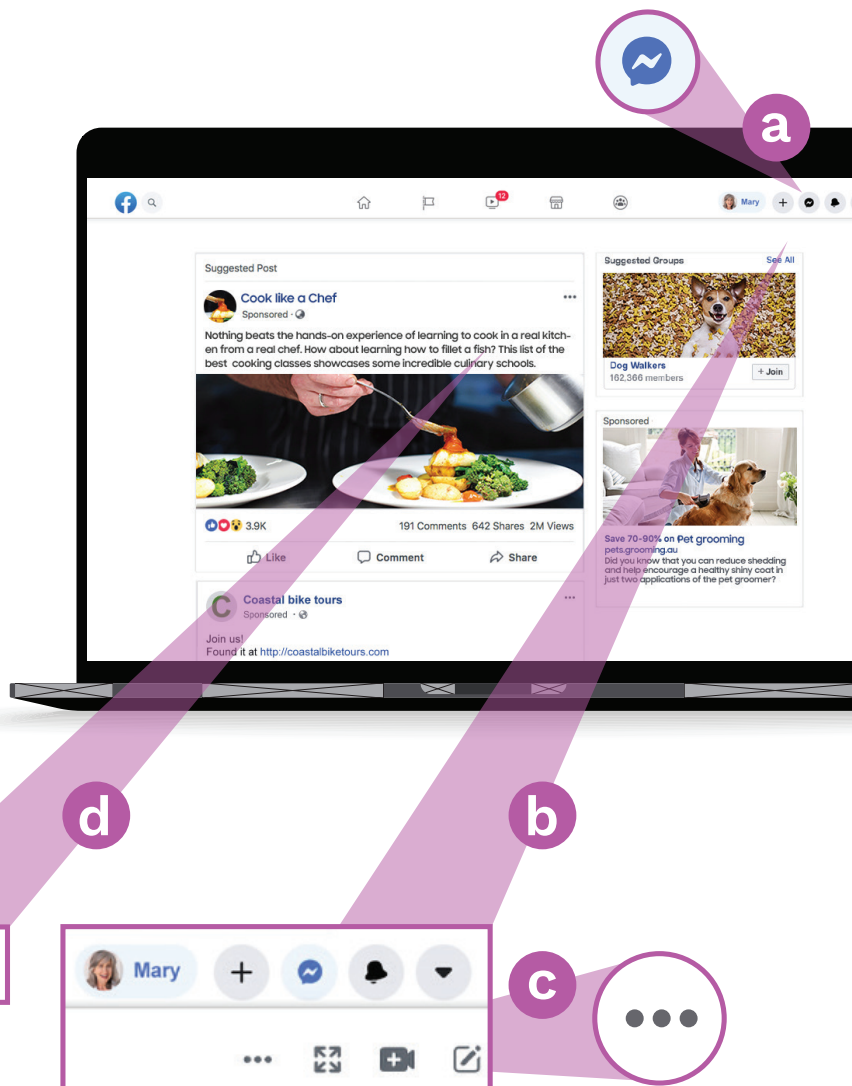 a
12
Mary
Suggested Post
Cook like a Chef
Sponsored ·
Nothing beats the hands-on experience of learning to cook in a real kitch-
en from a real chef. How about learning how to fillet a fish? This list of the
best cooking classes showcases some incredible culinary schools.
3.9K
191 Comments 642 Shares 2M Views
Like
Comment
Share
C
Coastal bike tours
Sponsored ·
Join us!
Found it at http://coastalbiketours.com
Suggested Groups
See All
Dog Walkers
162,366 members
+ Join
Sponsored
Save 70-90% on Pet grooming
pets.grooming.au
Did you know that you can reduce shedding
and help encourage a healthy shiny coat in
just two applications of the pet groomer?
d
b
Mary
c